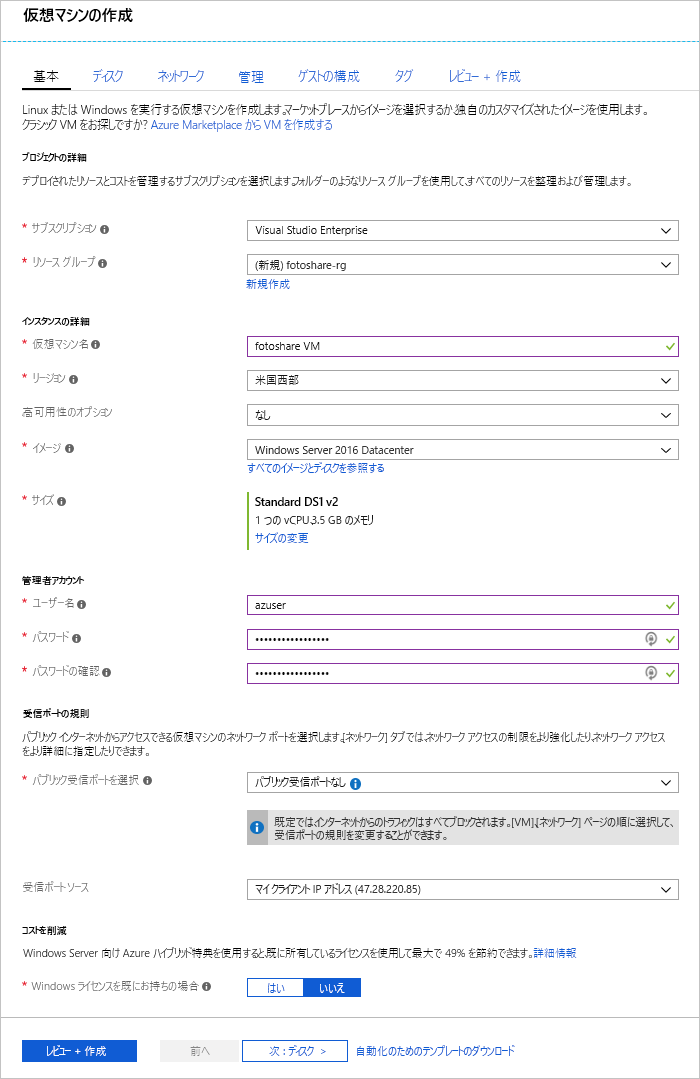 仮想マシンの作成
基本 ディスク ネットワーク 管理 ゲストの構成 タグ レビュー + 作成
Linux または Windows を実行する仮想マシンを作成します。マーケットプレースからイメージを選択するか、独自のカスタマイズされたイメージを使用します。
クラシック VM をお探しですか? Azure Marketplace から VM を作成する
プロジェクトの詳細
デプロイされたリソースとコストを管理するサブスクリプションを選択します。フォルダーのようなリソース グループを使用して、すべてのリソースを整理および管理します。
* サブスクリプション Visual Studio Enterprise
* リソース グループ (新規) fotoshare-rg
新規作成
インスタンスの詳細
* 仮想マシン名 fotoshare VM
* リージョン 米国西部
高可用性のオプション なし
* イメージ Windows Server 2016 Datacenter
すべてのイメージとディスクを参照する
* サイズ Standard DS1 v2
1 つの vCPU、3.5 GB のメモリ
サイズの変更
管理者アカウント
* ユーザー名 azuser
* パスワード •••••••••••••••••
* パスワードの確認 •••••••••••••••••
受信ポートの規則
パブリック インターネットからアクセスできる仮想マシンのネットワーク ポートを選択します。[ネットワーク] タブでは、ネットワーク アクセスの制限をより強化したり、ネットワーク アクセス
をより詳細に指定したりできます。
* パブリック受信ポートを選択 パブリック受信ポートなし
既定では、インターネットからのトラフィックはすべてブロックされます。[VM]、[ネットワーク] ページの順に選択して、
受信ポートの規則を変更することができます。
受信ポートソース マイ クライアント IP アドレス (47.28.220.85)
コストを削減
Windows Server 向け Azure ハイブリッド特典を使用すると、既に所有しているライセンスを使用して最大で 49% を節約できます。詳細情報
* Windows ライセンスを既にお持ちの場合 はい いいえ
レビュー + 作成 前へ 次 : ディスク > 自動化のためのテンプレートのダウンロード